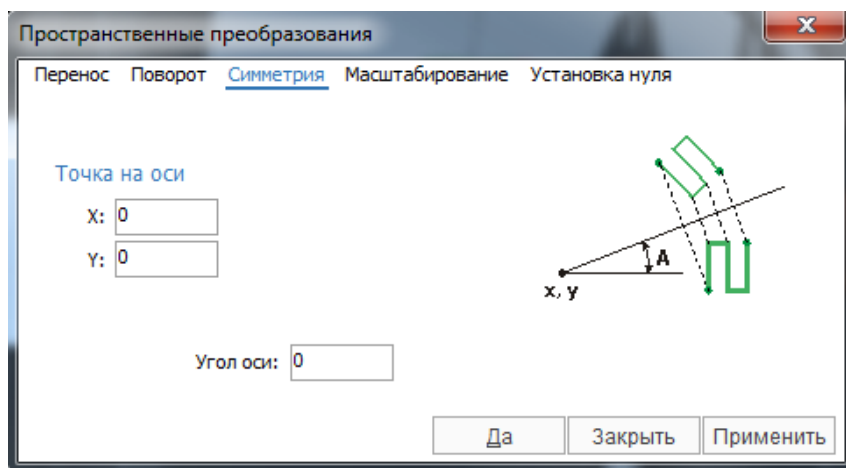 Пространственные преобразования
Перенос Поворот Симметрия Масштабирование Установка нуля
Точка на оси
X: 0
Y: 0
A
x, y
Угол оси: 0
Да Закрыть Применить